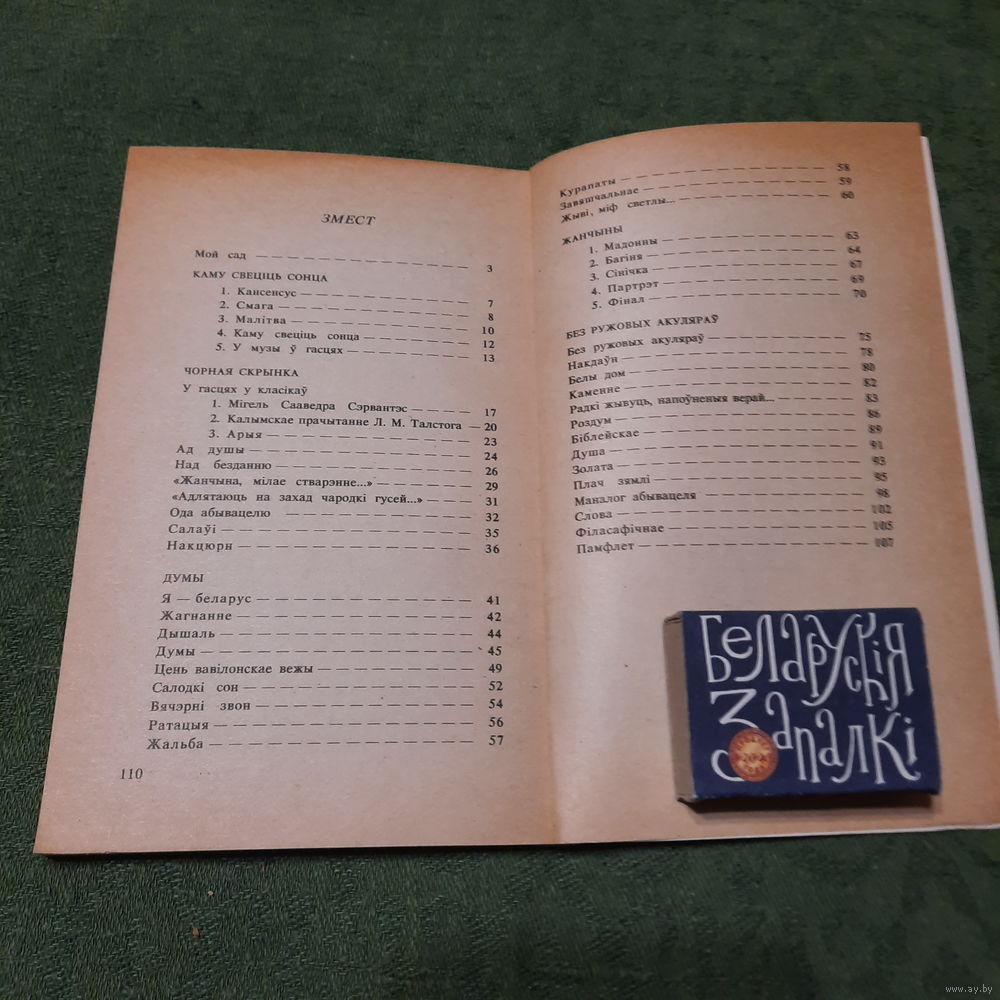 ЗМЕСТ
Мой сад — 3
КАМУ СВЕЦІЦЬ СОНЦА
1. Кансенсус — 7
2. Смага — 8
3. Малітва — 10
4. Каму свеціць сонца — 12
5. У музы ў гасцях — 13
ЧОРНАЯ СКРЫНКА
У гасцях у класікаў
1. Мігель Сааведра Сэрвантэс — 17
2. Калымскае прачытанне Л. М. Талстога — 20
3. Арыя — 23
Ад душы — 24
Над безданню — 26
«Жанчына, мілае стварэнне...» — 29
«Адлятаюць на захад чародкі гусей...» — 31
Ода абывацелю — 32
Салаўі — 35
Накцюрн — 36
ДУМЫ
Я — беларус — 41
Жагнанне — 42
Дышаль — 44
Думы — 45
Цень вавілонскае вежы — 49
Салодкі сон — 52
Вячэрні звон — 54
Ратацыя — 56
Жальба — 57
110
Курапаты — 58
Завяшчальнае — 59
Жыві, міф светлы... — 60
ЖАНЧЫНЫ
1. Мадонны — 63
2. Багіня — 64
3. Сінічка — 67
4. Партрэт — 69
5. Фінал — 70
БЕЗ РУЖОВЫХ АКУЛЯРАЎ
Без ружовых акуляраў — 75
Накдаўн — 78
Белы дом — 80
Каменне — 82
Радкі жывуць, напоўненыя верай... — 83
Роздум — 86
Біблейскае — 89
Душа — 91
Золата — 93
Плач зямлі — 95
Маналог абывацеля — 98
Слова — 102
Філасафічнае — 105
Памфлет — 107
Беларускія
Запалкі
www.ay.by